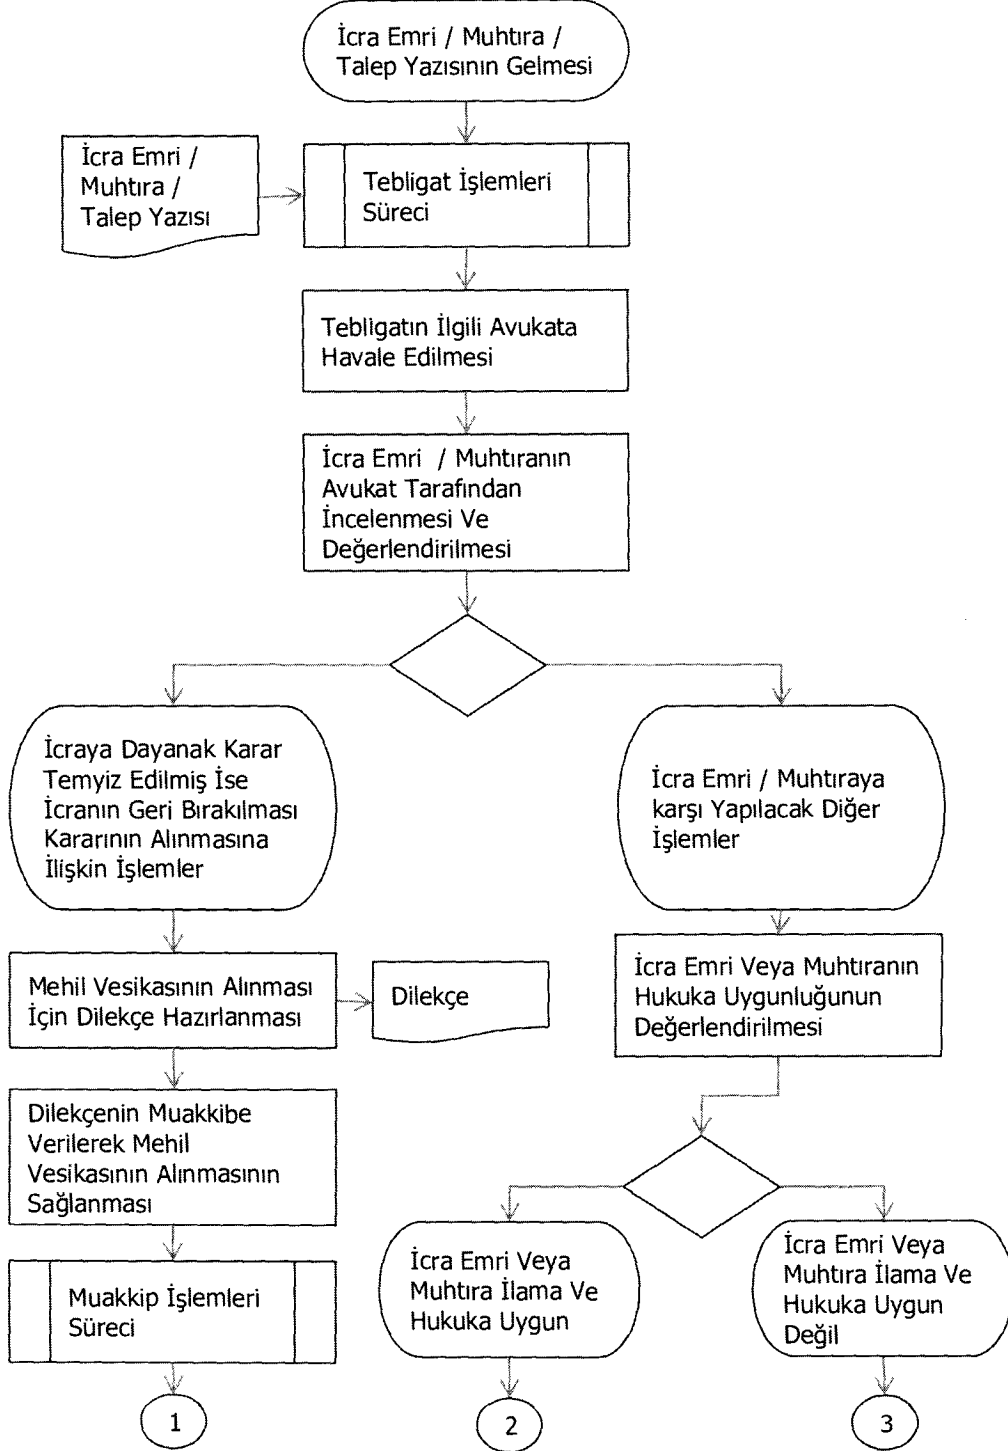 İcra Emri / Muhtıra /
Talep Yazısının Gelmesi
İcra Emri /
Muhtıra /
Talep Yazısı
Tebligat İşlemleri
Süreci
Tebligatın İlgili Avukata
Havale Edilmesi
İcra Emri / Muhtıranın
Avukat Tarafından
İncelenmesi Ve
Değerlendirilmesi
İcraya Dayanak Karar
Temyiz Edilmiş İse
İcranın Geri Bırakılması
Kararının Alınmasına
İlişkin İşlemler
İcra Emri / Muhtıraya
karşı Yapılacak Diğer
İşlemler
Mehil Vesikasının Alınması
İçin Dilekçe Hazırlanması
Dilekçe
İcra Emri Veya Muhtıranın
Hukuka Uygunluğunun
Değerlendirilmesi
Dilekçenin Muakkibe
Verilerek Mehil
Vesikasının Alınmasının
Sağlanması
Muakkip İşlemleri
Süreci
İcra Emri Veya
Muhtıra İlama Ve
Hukuka Uygun
İcra Emri Veya
Muhtıra İlama Ve
Hukuka Uygun
Değil
1
2
3